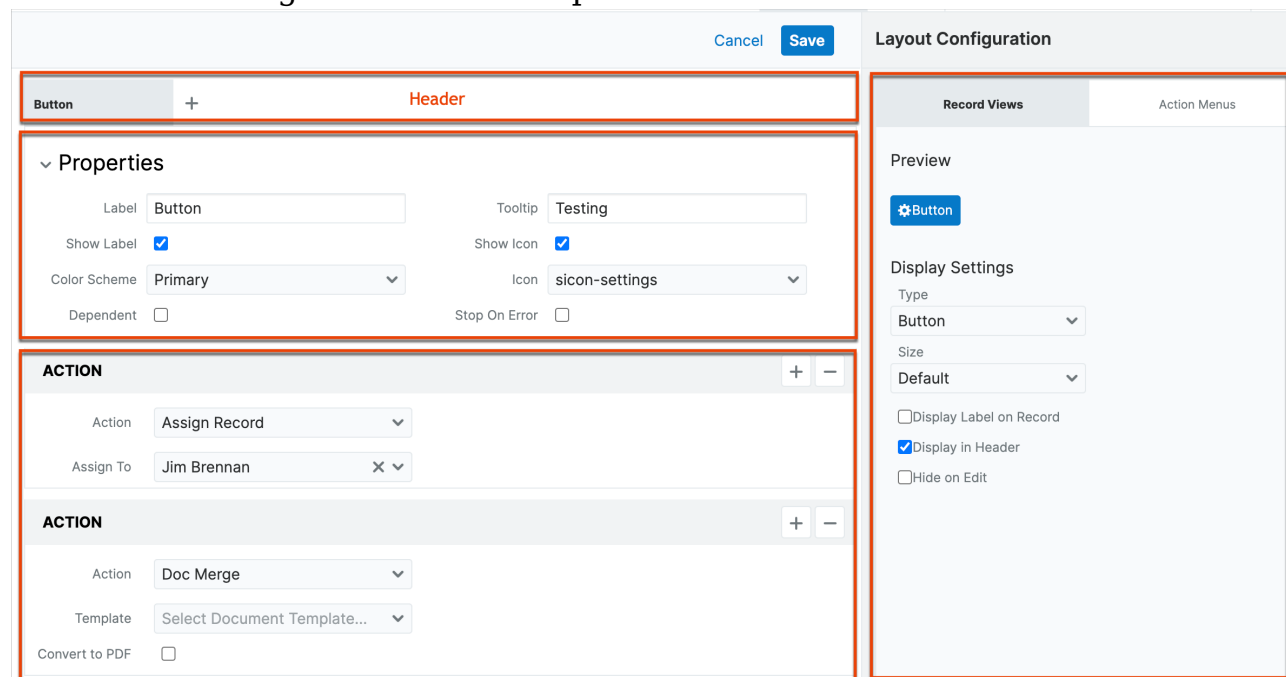 Cancel Save Layout Configuration
Button + Header
Record Views Action Menus
Properties
Preview
Label Button Tooltip Testing
Button
Show Label Show Icon
Color Scheme Primary Icon sicon-settings
Display Settings
Type
Dependent Stop On Error
Button
Size
ACTION + −
Default
Action Assign Record
Display Label on Record
Display in Header
Assign To Jim Brennan
Hide on Edit
ACTION + −
Action Doc Merge
Template Select Document Template...
Convert to PDF